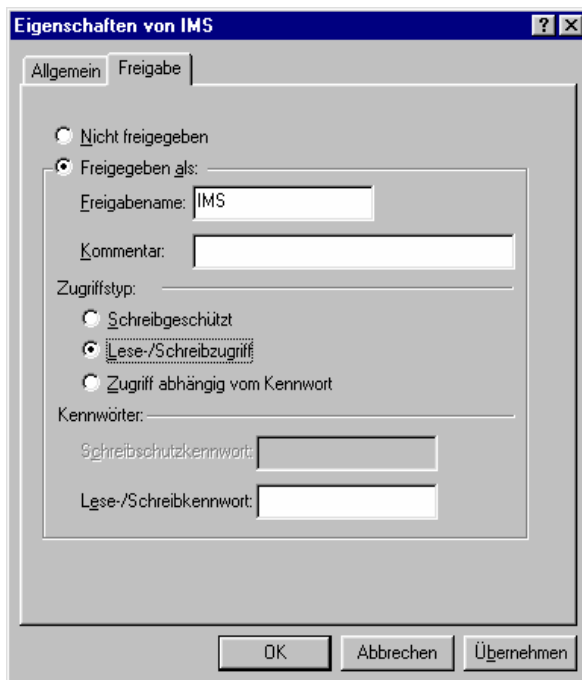 Eigenschaften von IMS
Allgemein Freigabe
Nicht freigegeben
Freigegeben als:
Freigabename: IMS
Kommentar:
Zugriffstyp:
Schreibgeschützt
Lese-/Schreibzugriff
Zugriff abhängig vom Kennwort
Kennwörter:
Schreibschutzkennwort:
Lese-/Schreibkennwort:
OK Abbrechen Übernehmen